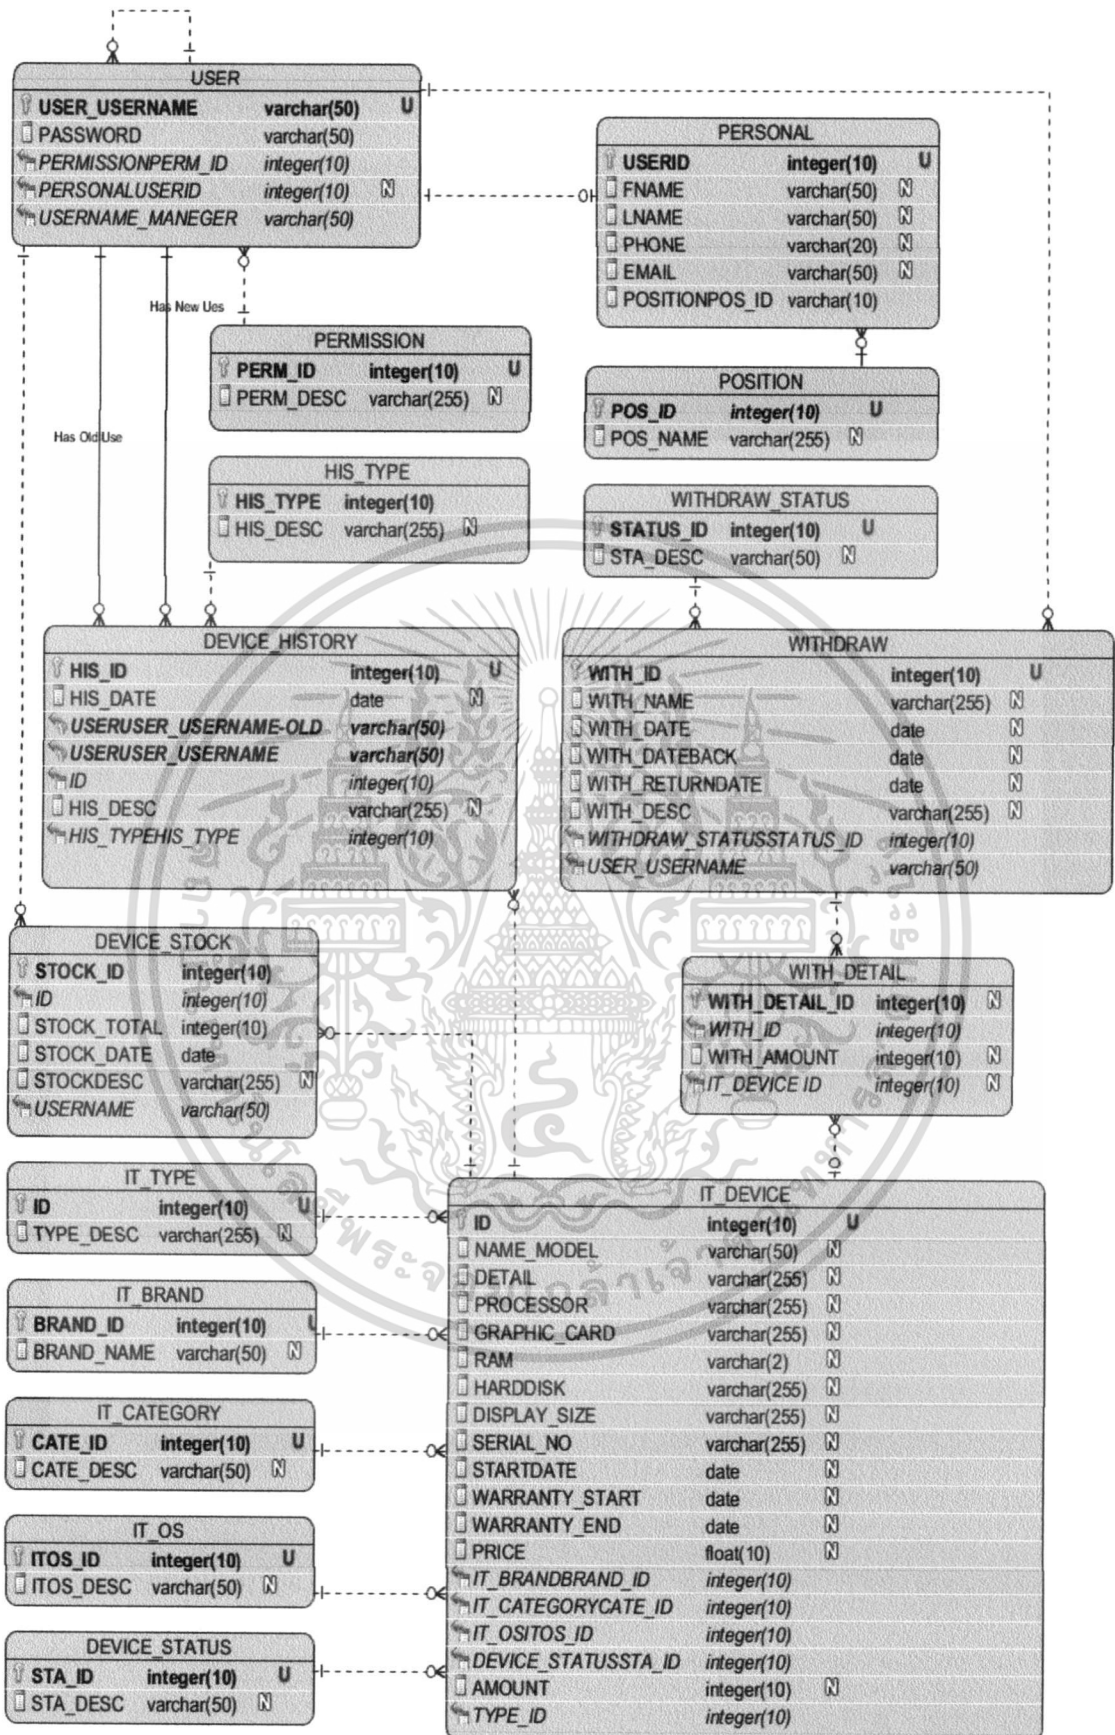 USER
USER_USERNAME varchar(50) U
PASSWORD varchar(50)
PERMISSIONPERM_ID integer(10)
PERSONALUSERID integer(10) N
USERNAME_MANEGER varchar(50)
PERSONAL
USERID integer(10) U
FNAME varchar(50) N
LNAME varchar(50) N
PHONE varchar(20) N
EMAIL varchar(50) N
POSITIONPOS_ID varchar(10)
Has New Ues
PERMISSION
PERM_ID integer(10) U
PERM_DESC varchar(255) N
POSITION
POS_ID integer(10) U
POS_NAME varchar(255) N
Has Old Use
HIS_TYPE
HIS_TYPE integer(10)
HIS_DESC varchar(255) N
WITHDRAW_STATUS
STATUS_ID integer(10) U
STA_DESC varchar(50) N
DEVICE_HISTORY
HIS_ID integer(10) U
HIS_DATE date N
USERUSER_USERNAME-OLD varchar(50)
USERUSER_USERNAME varchar(50)
ID integer(10)
HIS_DESC varchar(255) N
HIS_TYPEHIS_TYPE integer(10)
WITHDRAW
WITH_ID integer(10) U
WITH_NAME varchar(255) N
WITH_DATE date N
WITH_DATEBACK date N
WITH_RETURNDATE date N
WITH_DESC varchar(255) N
WITHDRAW_STATUSSTATUS_ID integer(10)
USER_USERNAME varchar(50)
DEVICE_STOCK
STOCK_ID integer(10)
ID integer(10)
STOCK_TOTAL integer(10)
STOCK_DATE date
STOCKDESC varchar(255) N
USERNAME varchar(50)
WITH_DETAIL
WITH_DETAIL_ID integer(10) N
WITH_ID integer(10)
WITH_AMOUNT integer(10) N
IT_DEVICE ID integer(10) N
IT_TYPE
ID integer(10) U
TYPE_DESC varchar(255) N
IT_BRAND
BRAND_ID integer(10) U
BRAND_NAME varchar(50) N
IT_CATEGORY
CATE_ID integer(10) U
CATE_DESC varchar(50) N
IT_OS
ITOS_ID integer(10) U
ITOS_DESC varchar(50) N
DEVICE_STATUS
STA_ID integer(10) U
STA_DESC varchar(50) N
IT_DEVICE
ID integer(10) U
NAME_MODEL varchar(50) N
DETAIL varchar(255) N
PROCESSOR varchar(255) N
GRAPHIC_CARD varchar(255) N
RAM varchar(2) N
HARDDISK varchar(255) N
DISPLAY_SIZE varchar(255) N
SERIAL_NO varchar(255) N
STARTDATE date N
WARRANTY_START date N
WARRANTY_END date N
PRICE float(10) N
IT_BRANDBRAND_ID integer(10)
IT_CATEGORYCATE_ID integer(10)
IT_OSITOS_ID integer(10)
DEVICE_STATUSSTA_ID integer(10)
AMOUNT integer(10) N
TYPE_ID integer(10)